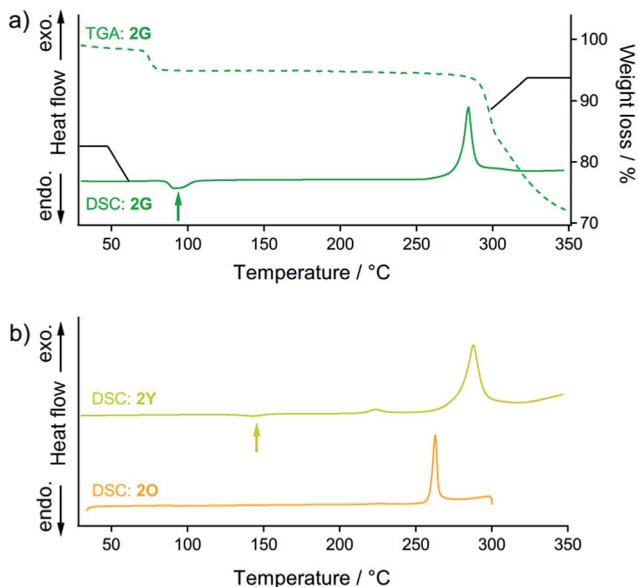 a)
exo.
Heat flow
endo.
TGA: 2G
DSC: 2G
100
90
80
70
Weight loss / %
50 100 150 200 250 300 350
Temperature / °C
b)
exo.
Heat flow
endo.
DSC: 2Y
DSC: 2O
50 100 150 200 250 300 350
Temperature / °C